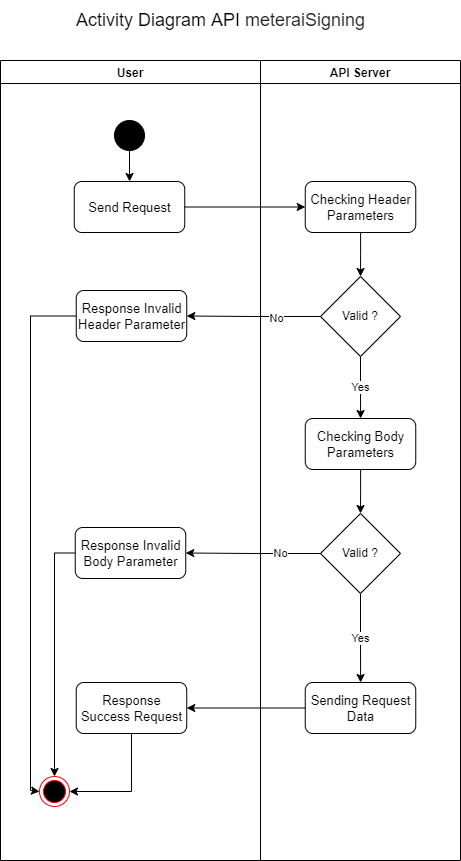 Activity Diagram API meteraiSigning
User
API Server
Send Request
Checking Header
Parameters
Response Invalid
Header Parameter
No
Valid ?
Yes
Checking Body
Parameters
Response Invalid
Body Parameter
No
Valid ?
Yes
Response
Success Request
Sending Request
Data